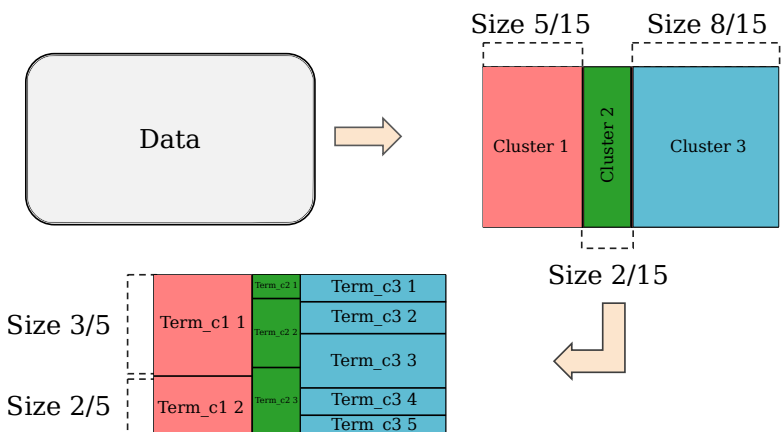 Size 5/15
Size 8/15
Data
Cluster 1
Cluster 2
Cluster 3
Size 2/15
Size 3/5
Size 2/5
Term_c1 1
Term_c1 2
Term_c2 1
Term_c2 2
Term_c2 3
Term_c3 1
Term_c3 2
Term_c3 3
Term_c3 4
Term_c3 5